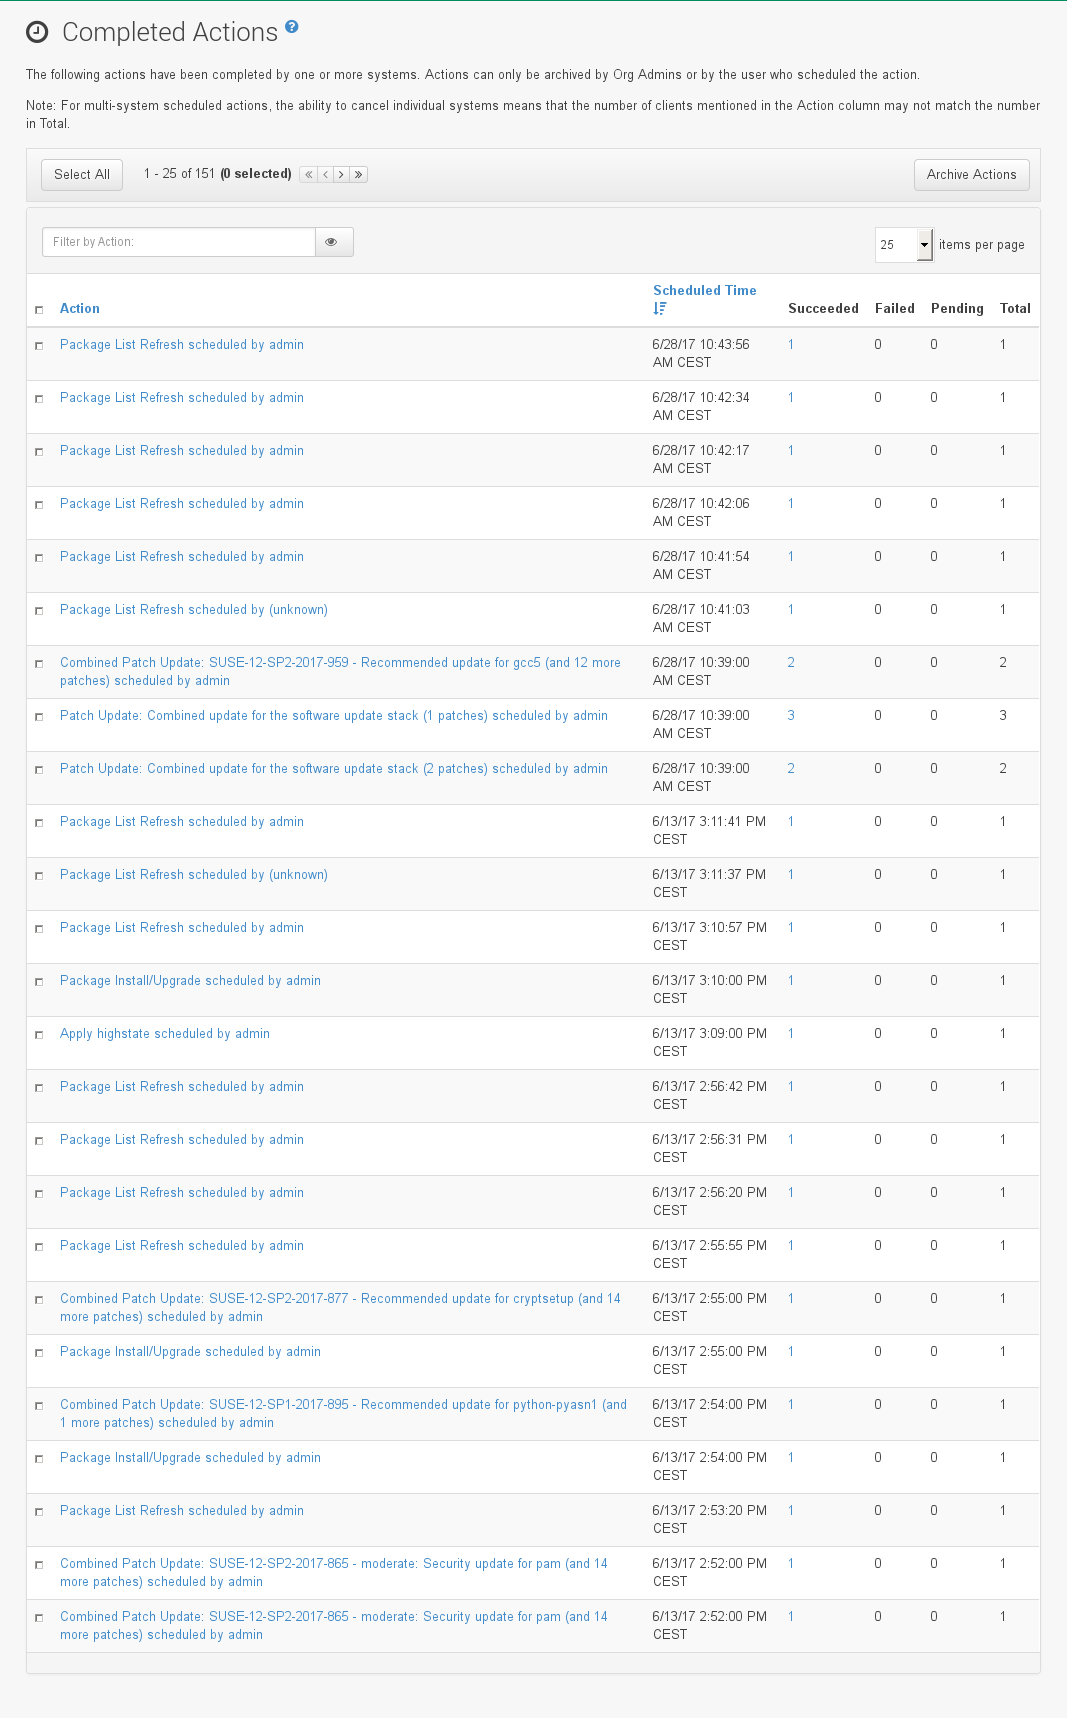 Completed Actions ?
The following actions have been completed by one or more systems. Actions can only be archived by Org Admins or by the user who scheduled the action.
Note: For multi-system scheduled actions, the ability to cancel individual systems means that the number of clients mentioned in the Action column may not match the number
in Total.
Select All 1 - 25 of 151 (0 selected) « ‹ › » Archive Actions
Filter by Action: 25 items per page
Scheduled Time
Action Succeeded Failed Pending Total
Package List Refresh scheduled by admin 6/28/17 10:43:56 1 0 0 1
AM CEST
Package List Refresh scheduled by admin 6/28/17 10:42:34 1 0 0 1
AM CEST
Package List Refresh scheduled by admin 6/28/17 10:42:17 1 0 0 1
AM CEST
Package List Refresh scheduled by admin 6/28/17 10:42:06 1 0 0 1
AM CEST
Package List Refresh scheduled by admin 6/28/17 10:41:54 1 0 0 1
AM CEST
Package List Refresh scheduled by (unknown) 6/28/17 10:41:03 1 0 0 1
AM CEST
Combined Patch Update: SUSE-12-SP2-2017-959 - Recommended update for gcc5 (and 12 more 6/28/17 10:39:00 2 0 0 2
patches) scheduled by admin AM CEST
Patch Update: Combined update for the software update stack (1 patches) scheduled by admin 6/28/17 10:39:00 3 0 0 3
AM CEST
Patch Update: Combined update for the software update stack (2 patches) scheduled by admin 6/28/17 10:39:00 2 0 0 2
AM CEST
Package List Refresh scheduled by admin 6/13/17 3:11:41 PM 1 0 0 1
CEST
Package List Refresh scheduled by (unknown) 6/13/17 3:11:37 PM 1 0 0 1
CEST
Package List Refresh scheduled by admin 6/13/17 3:10:57 PM 1 0 0 1
CEST
Package Install/Upgrade scheduled by admin 6/13/17 3:10:00 PM 1 0 0 1
CEST
Apply highstate scheduled by admin 6/13/17 3:09:00 PM 1 0 0 1
CEST
Package List Refresh scheduled by admin 6/13/17 2:56:42 PM 1 0 0 1
CEST
Package List Refresh scheduled by admin 6/13/17 2:56:31 PM 1 0 0 1
CEST
Package List Refresh scheduled by admin 6/13/17 2:56:20 PM 1 0 0 1
CEST
Package List Refresh scheduled by admin 6/13/17 2:55:55 PM 1 0 0 1
CEST
Combined Patch Update: SUSE-12-SP2-2017-877 - Recommended update for cryptsetup (and 14 6/13/17 2:55:00 PM 1 0 0 1
more patches) scheduled by admin CEST
Package Install/Upgrade scheduled by admin 6/13/17 2:55:00 PM 1 0 0 1
CEST
Combined Patch Update: SUSE-12-SP1-2017-895 - Recommended update for python-pyasn1 (and 6/13/17 2:54:00 PM 1 0 0 1
1 more patches) scheduled by admin CEST
Package Install/Upgrade scheduled by admin 6/13/17 2:54:00 PM 1 0 0 1
CEST
Package List Refresh scheduled by admin 6/13/17 2:53:20 PM 1 0 0 1
CEST
Combined Patch Update: SUSE-12-SP2-2017-865 - moderate: Security update for pam (and 14 6/13/17 2:52:00 PM 1 0 0 1
more patches) scheduled by admin CEST
Combined Patch Update: SUSE-12-SP2-2017-865 - moderate: Security update for pam (and 14 6/13/17 2:52:00 PM 1 0 0 1
more patches) scheduled by admin CEST